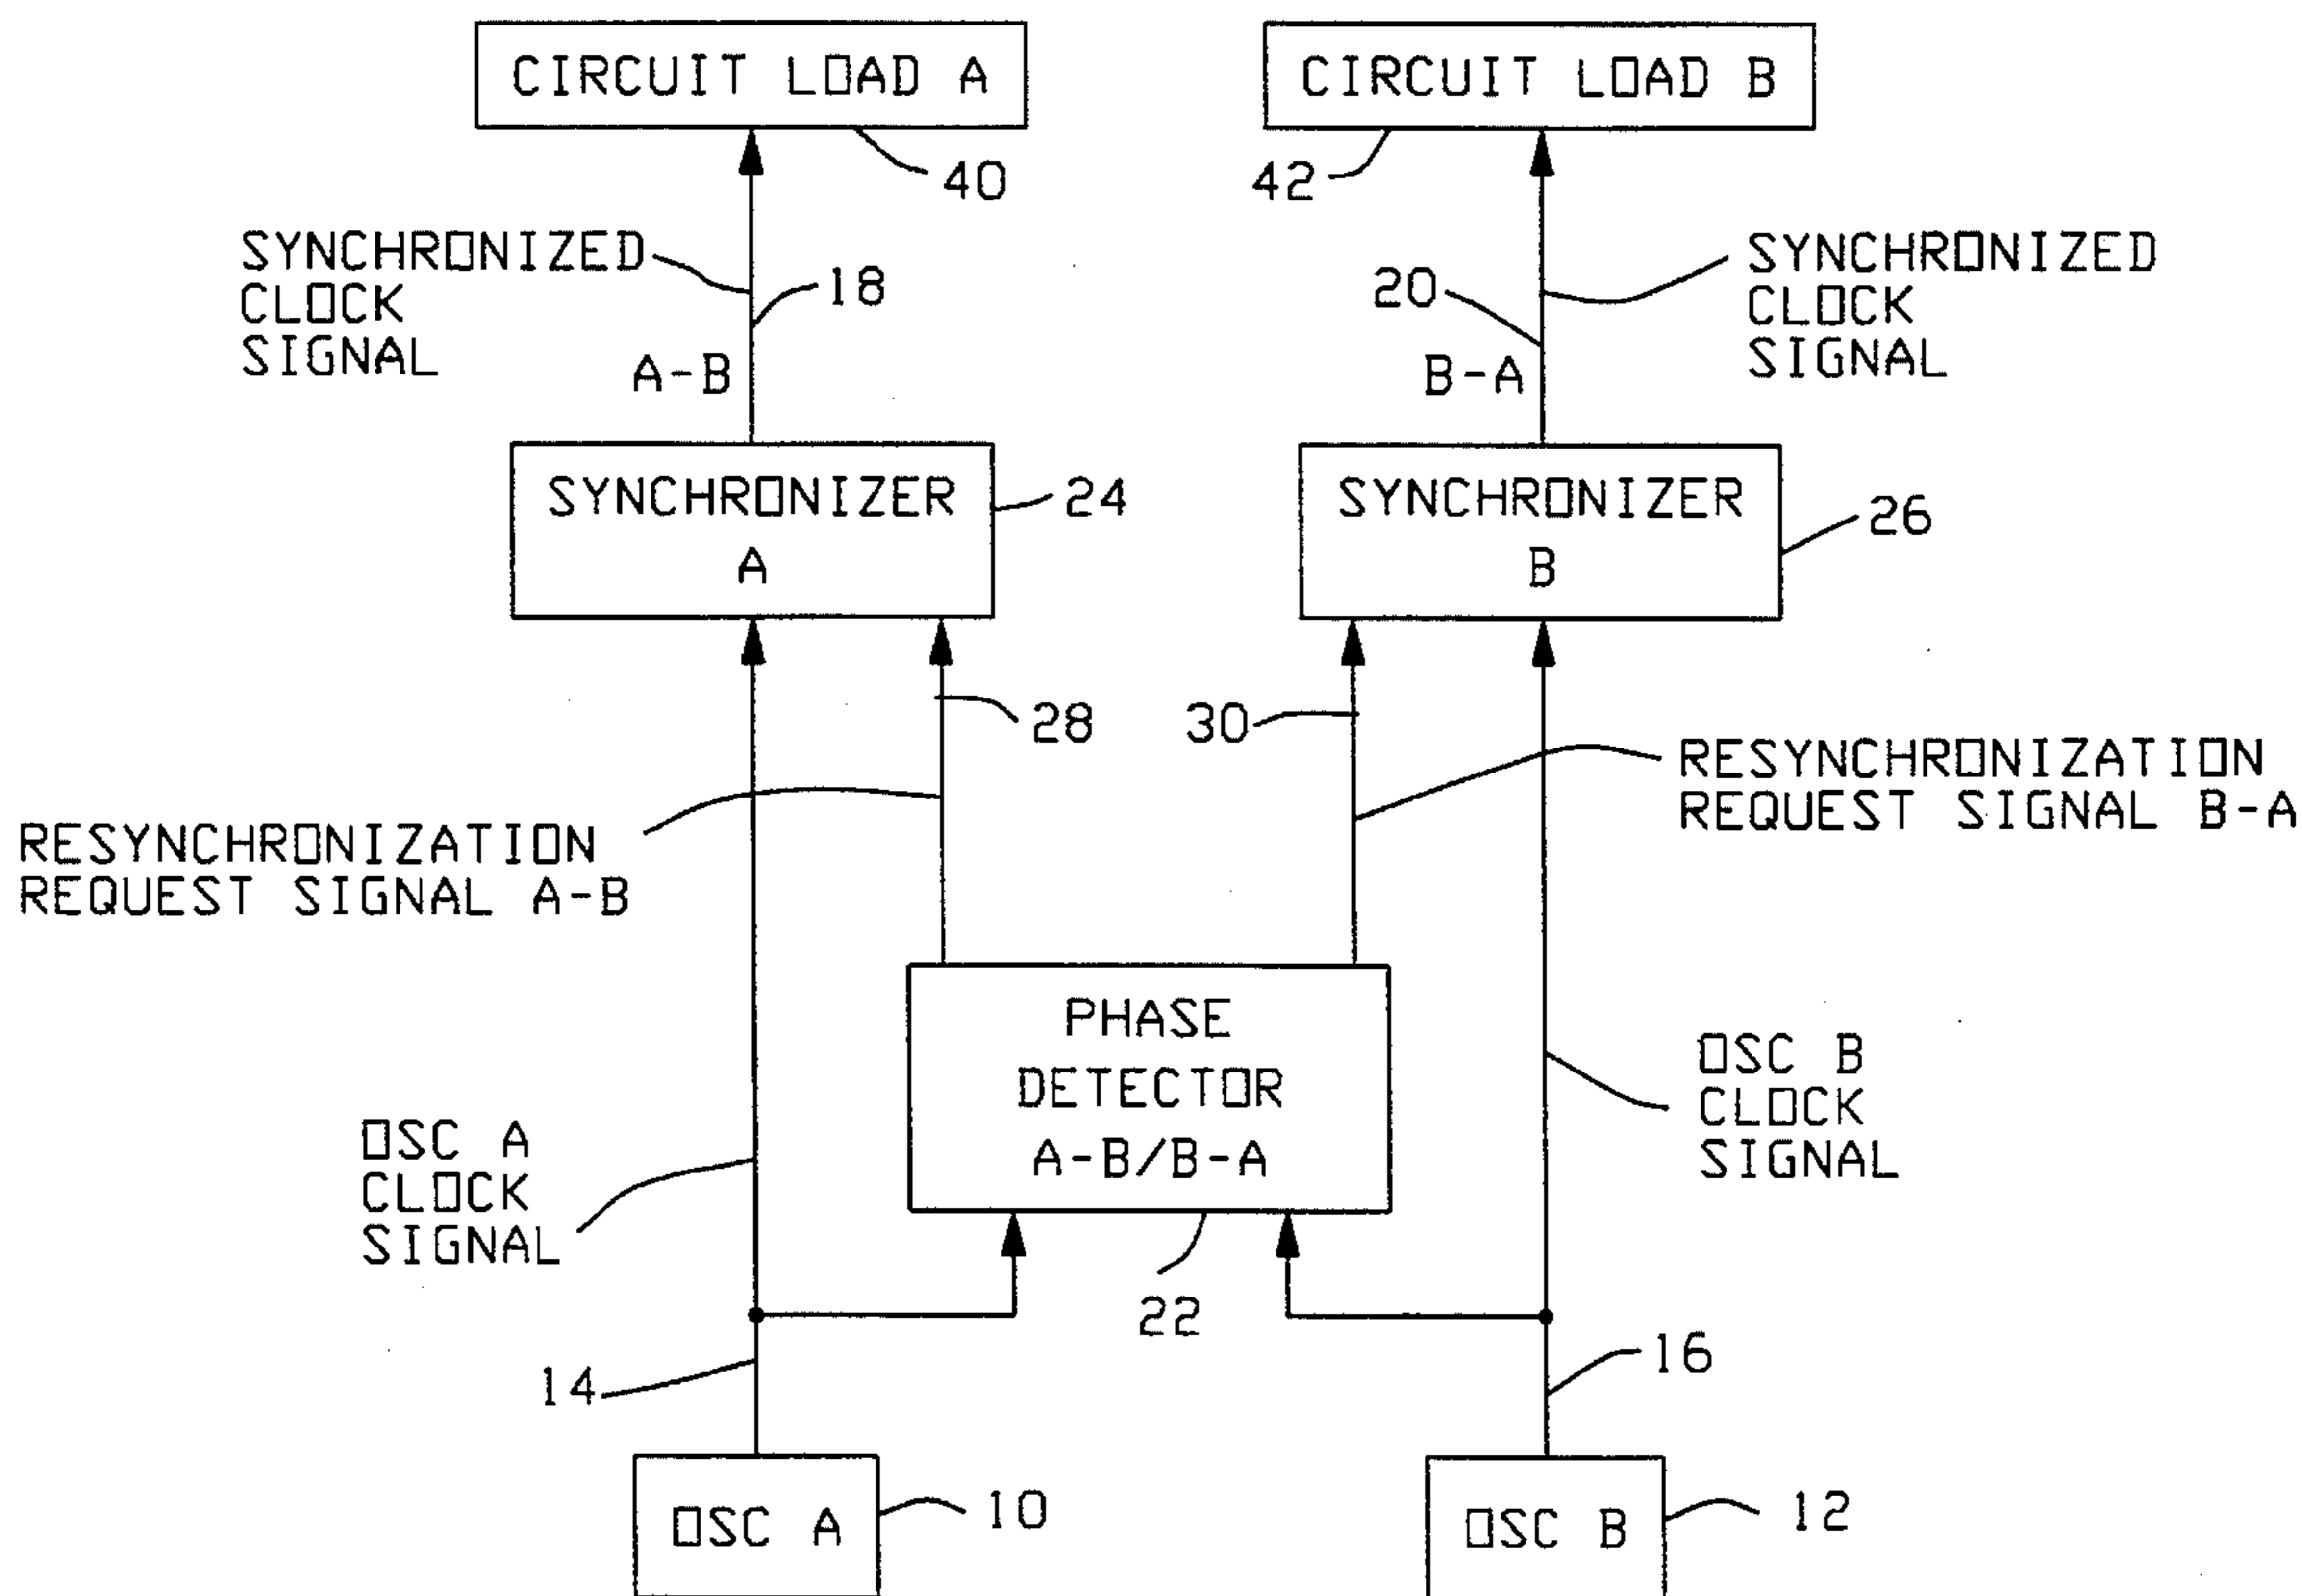 CIRCUIT LOAD A
CIRCUIT LOAD B
40
42
SYNCHRONIZED
CLOCK
SIGNAL
18
A-B
20
B-A
SYNCHRONIZED
CLOCK
SIGNAL
SYNCHRONIZER
A
24
SYNCHRONIZER
B
26
28
30
RESYNCHRONIZATION
REQUEST SIGNAL A-B
RESYNCHRONIZATION
REQUEST SIGNAL B-A
PHASE
DETECTOR
A-B/B-A
OSC A
CLOCK
SIGNAL
OSC B
CLOCK
SIGNAL
22
14
16
OSC A
10
OSC B
12